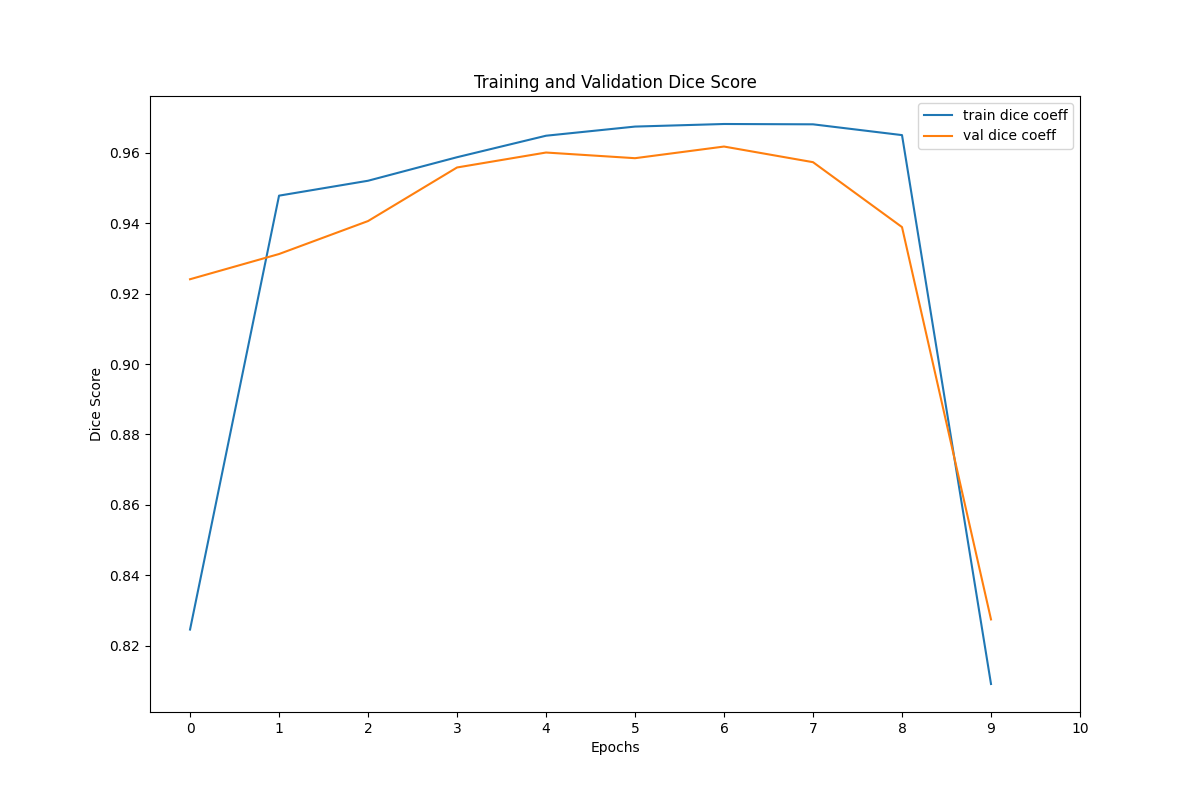 Training and Validation Dice Score
train dice coeff
val dice coeff
0.96
0.94
0.92
0.90
0.88
0.86
0.84
0.82
Dice Score
0 1 2 3 4 5 6 7 8 9 10
Epochs